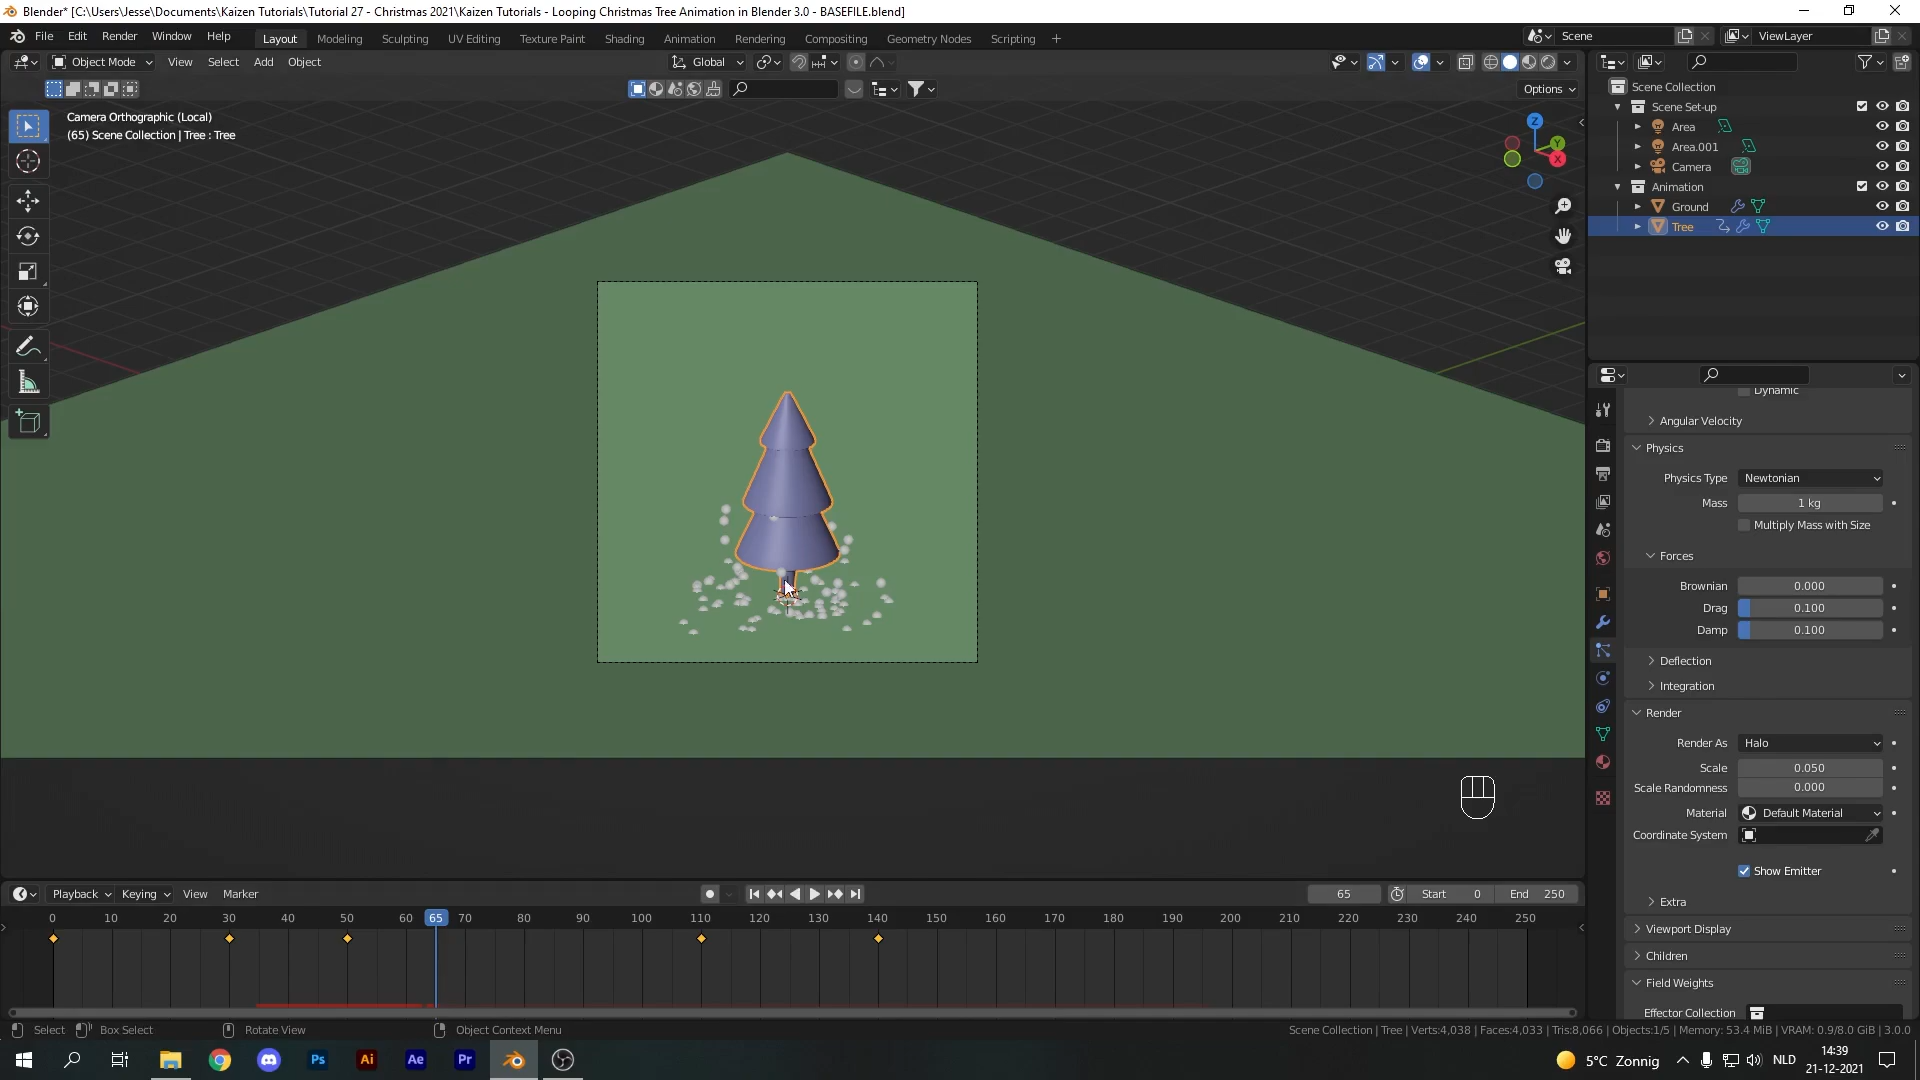 Blender* [C:\Users\Jesse\Documents\Kaizen Tutorials\Tutorial 27 - Christmas 2021\Kaizen Tutorials - Looping Christmas Tree Animation in Blender 3.0 - BASEFILE.blend]
File Edit Render Window Help Layout Modeling Sculpting UV Editing Texture Paint Shading Animation Rendering Compositing Geometry Nodes Scripting + Scene ViewLayer
Object Mode View Select Add Object Global
Options
Camera Orthographic (Local)
(65) Scene Collection | Tree : Tree
Z
Y
X
Scene Collection
Scene Set-up
Area
Area.001
Camera
Animation
Ground
Tree
Dynamic
Angular Velocity
Physics
Physics Type Newtonian
Mass 1 kg
Multiply Mass with Size
Forces
Brownian 0.000
Drag 0.100
Damp 0.100
Deflection
Integration
Render
Render As Halo
Scale 0.050
Scale Randomness 0.000
Material Default Material
Coordinate System
Show Emitter
Extra
Viewport Display
Children
Field Weights
Effector Collection
Playback Keying View Marker 65 Start 0 End 250
0 10 20 30 40 50 60 65 70 80 90 100 110 120 130 140 150 160 170 180 190 200 210 220 230 240 250
Select Box Select Rotate View Object Context Menu Scene Collection | Tree | Verts:4,038 | Faces:4,033 | Tris:8,066 | Objects:1/5 | Memory: 53.4 MiB | VRAM: 0.9/8.0 GiB | 3.0.0
Ps Ai Ae Pr 5°C Zonnig NLD 14:39
21-12-2021